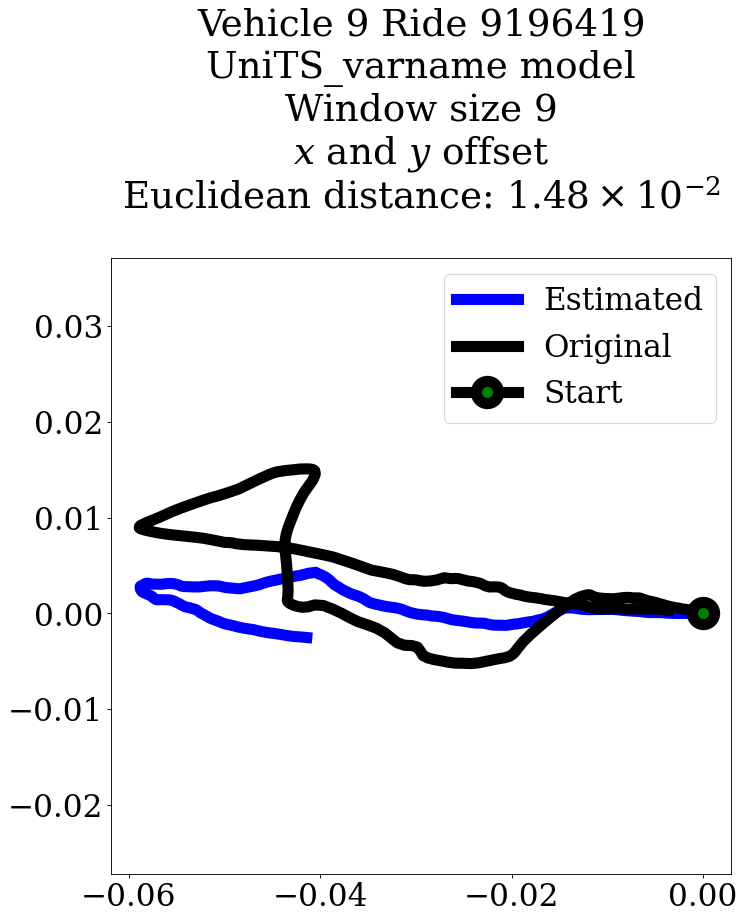 Vehicle 9 Ride 9196419
UniTS_varname model
Window size 9
x and y offset
Euclidean distance: 1.48 × 10⁻²
Estimated
Original
Start
0.03
0.02
0.01
0.00
−0.01
−0.02
−0.06 −0.04 −0.02 0.00